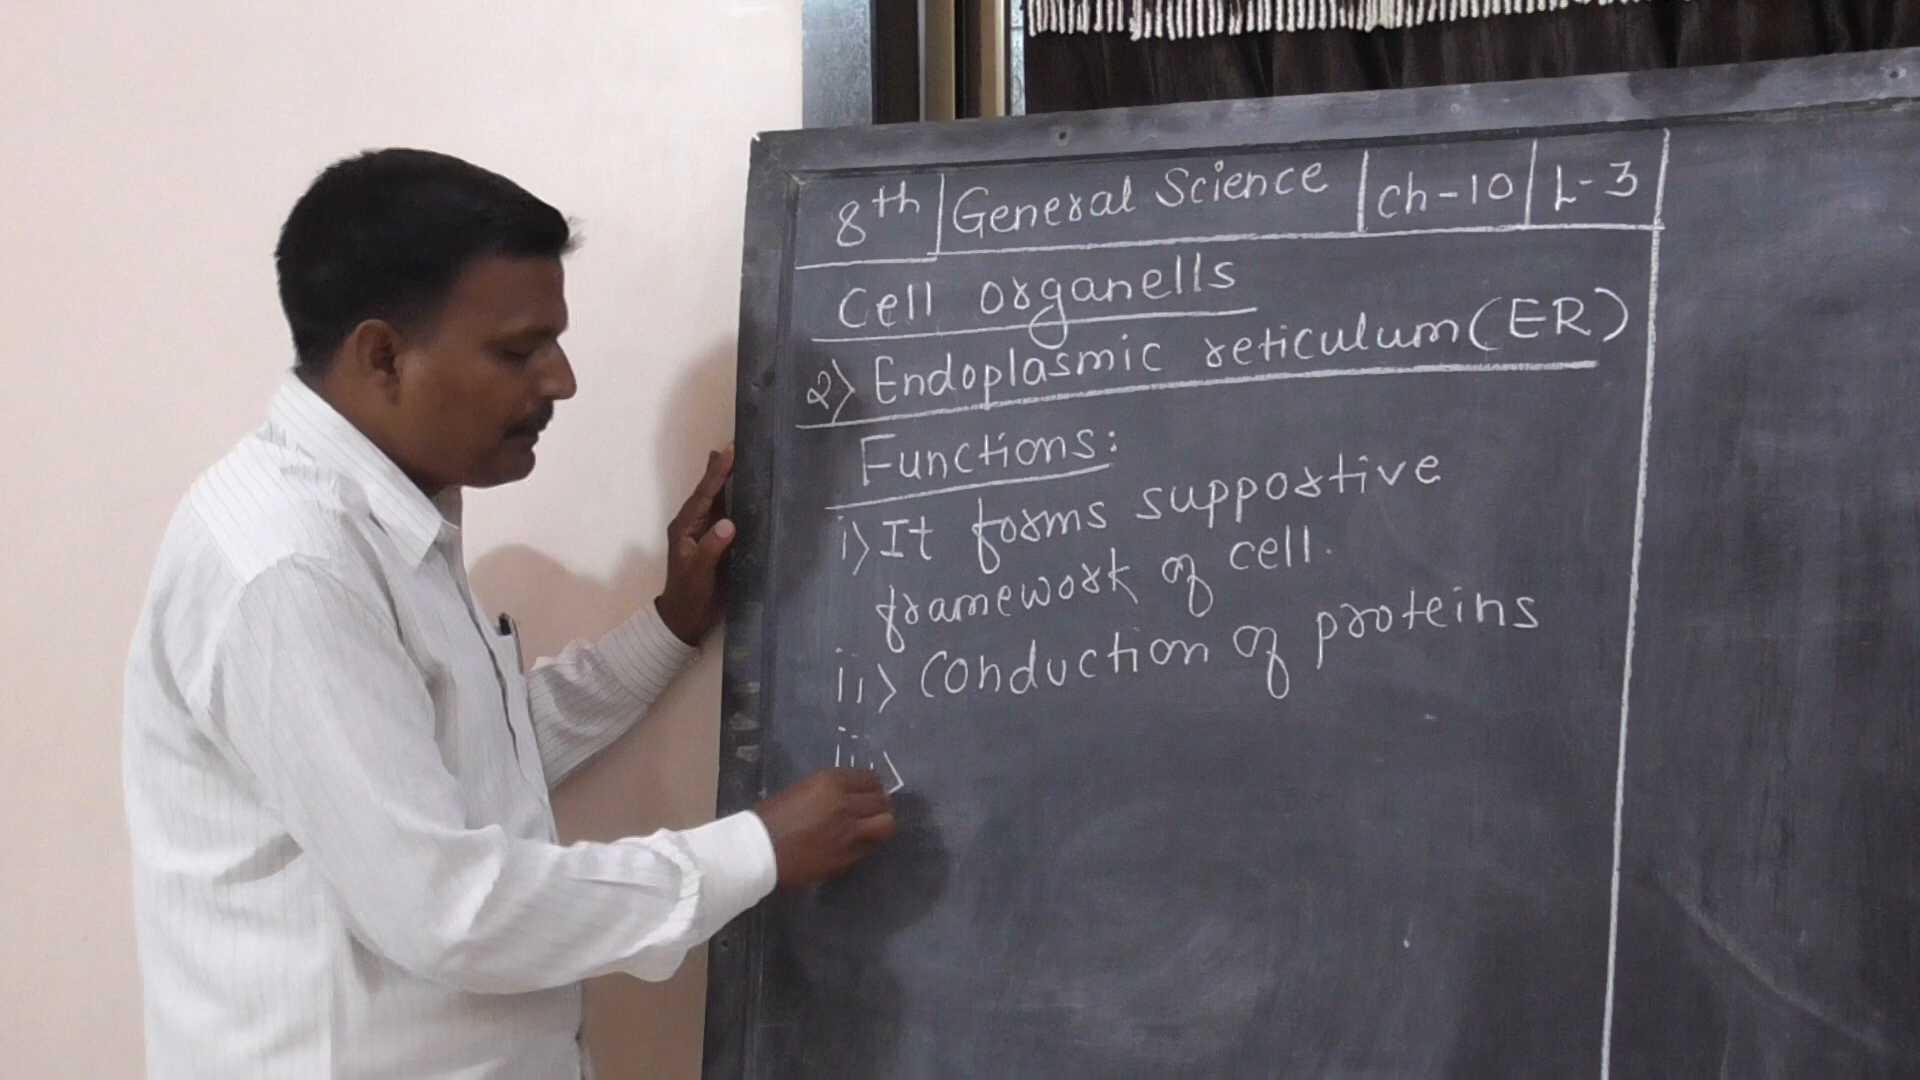 8th General Science Ch-10 L-3
Cell organells
2) Endoplasmic reticulum (ER)
Functions:
i) It forms supportive
framework of cell.
ii) Conduction of proteins
iii)